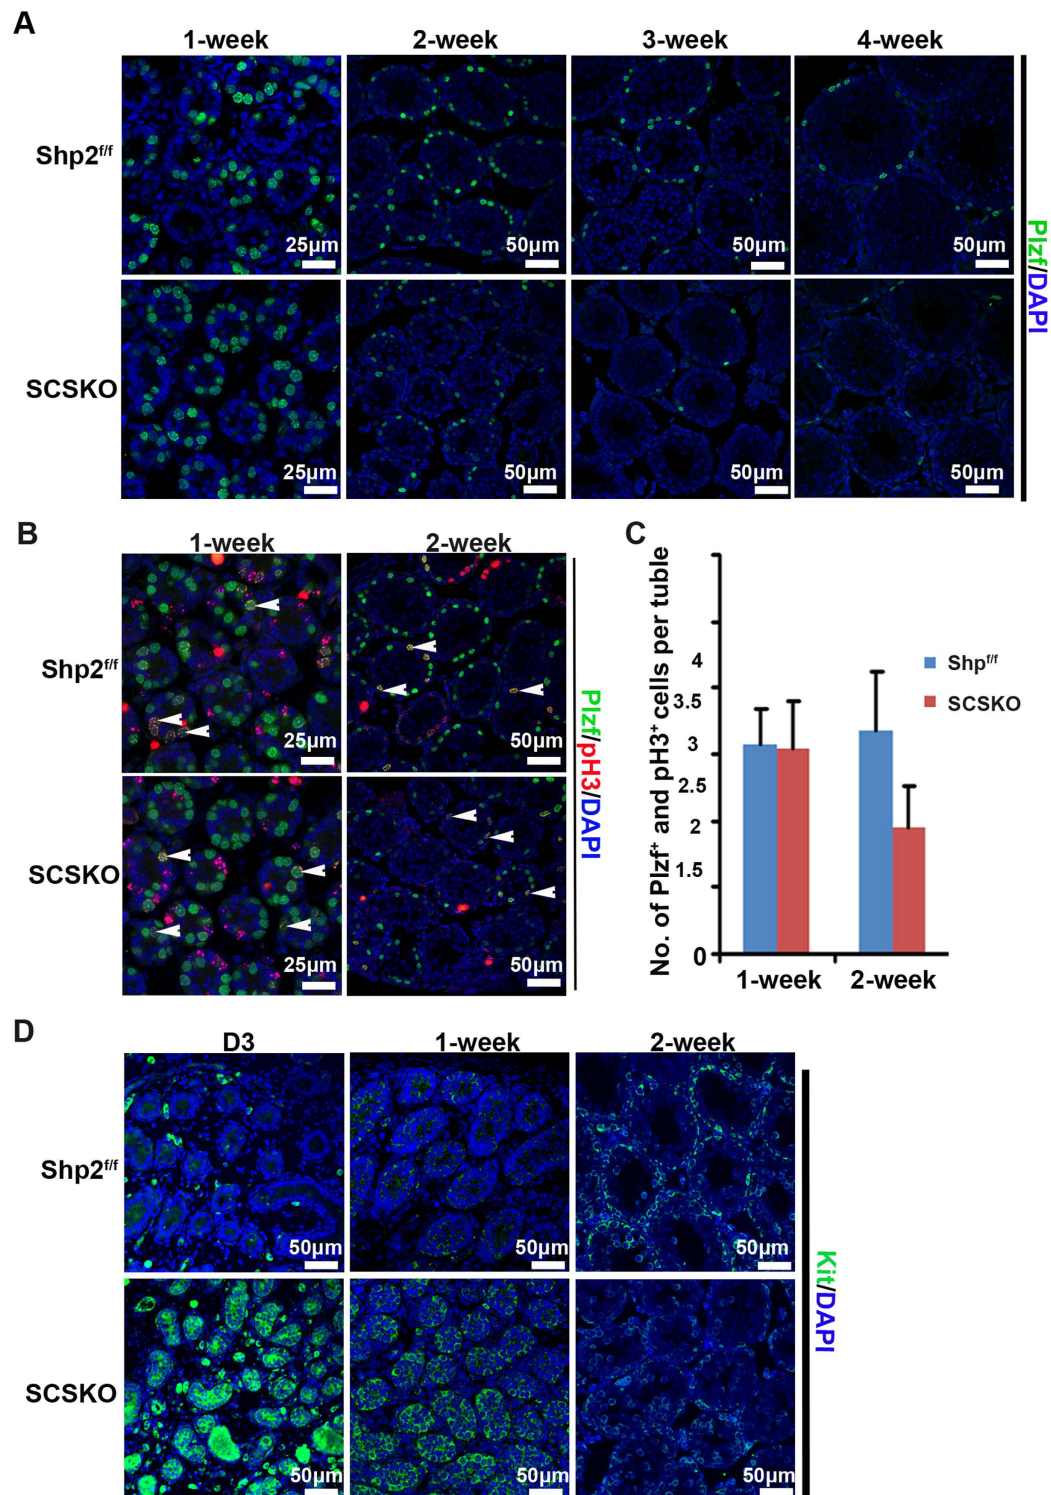 A
1-week 2-week 3-week 4-week
Shp2f/f
25μm 50μm 50μm 50μm
SCSKO
25μm 50μm 50μm 50μm
Plzf/DAPI
B
1-week 2-week
Shp2f/f
25μm 50μm
SCSKO
25μm 50μm
Plzf/pH3/DAPI
C
No. of Plzf+ and pH3+ cells per tuble
4
3.5
3
2.5
2
1.5
0
1-week 2-week
Shpf/f
SCSKO
D
D3 1-week 2-week
Shp2f/f
50μm 50μm 50μm
SCSKO
50μm 50μm 50μm
Kit/DAPI